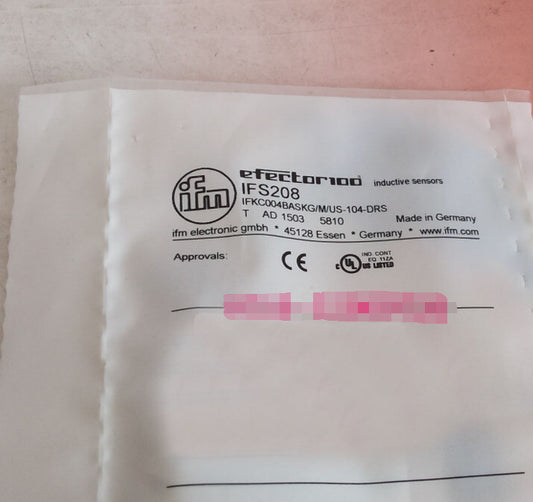 ifm
efector100 inductive sensors
IFS208
IFKC004BASKG/M/US-104-DRS
T AD 1503 5810 Made in Germany
ifm electronic gmbh * 45128 Essen * Germany * www.ifm.com
Approvals: CE c UL US LISTED
IND. CONT
EQ 11ZA